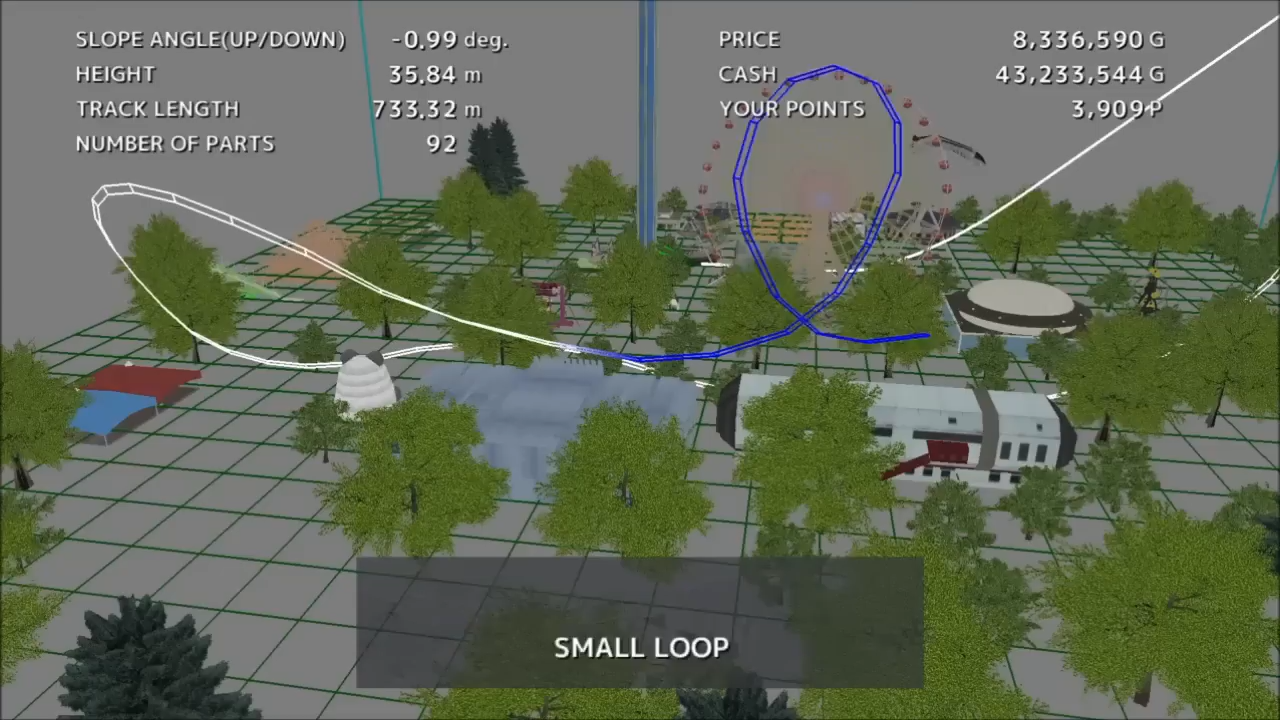 SLOPE ANGLE(UP/DOWN) -0.99 deg.
HEIGHT 35.84 m
TRACK LENGTH 733.32 m
NUMBER OF PARTS 92
PRICE 8,336,590 G
CASH 43,233,544 G
YOUR POINTS 3,909P
SMALL LOOP